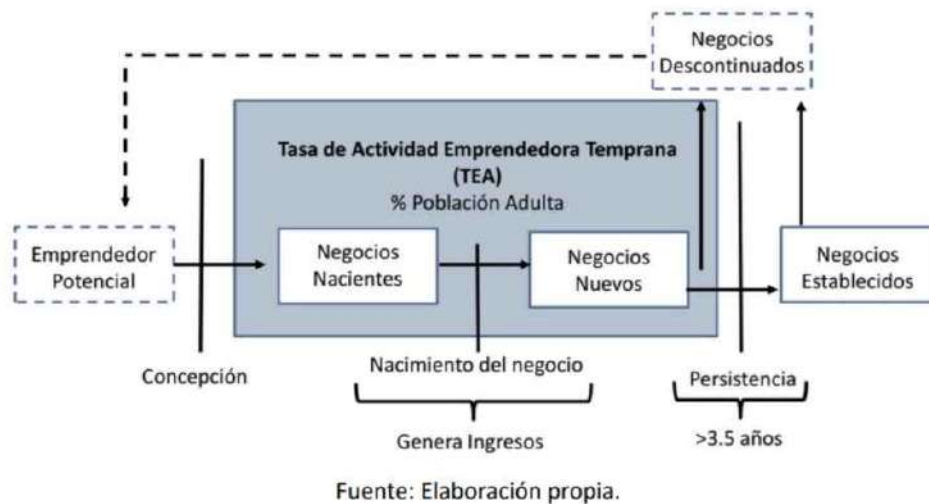 Negocios
Descontinuados
Tasa de Actividad Emprendedora Temprana
(TEA)
% Población Adulta
Emprendedor
Potencial
Negocios
Nacientes
Negocios
Nuevos
Negocios
Establecidos
Concepción
Nacimiento del negocio
Persistencia
Genera Ingresos
>3.5 años
Fuente: Elaboración propia.